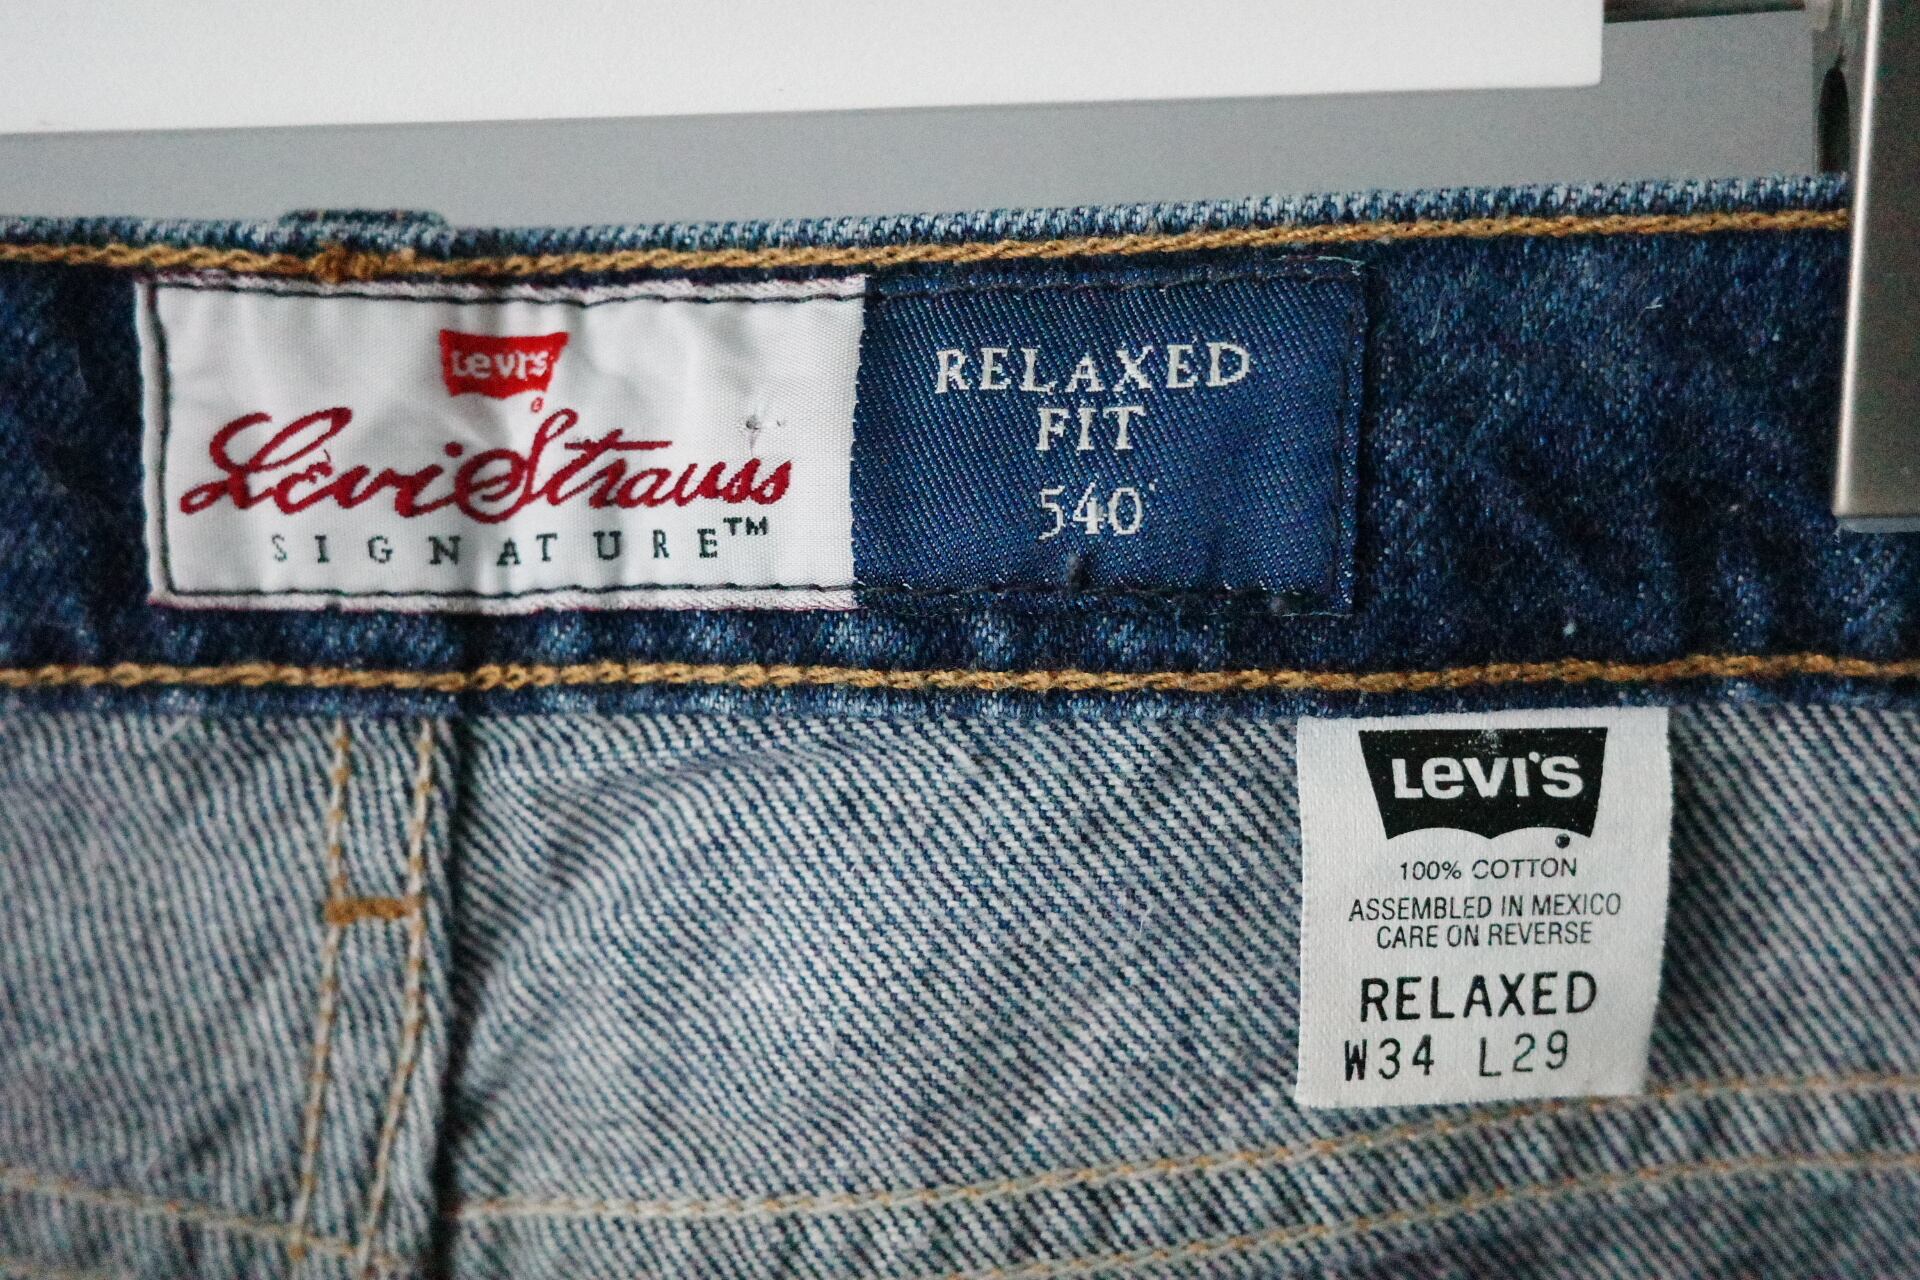 Levi's
Levi Strauss
SIGNATURE™
RELAXED
FIT
540
LEVI'S
100% COTTON
ASSEMBLED IN MEXICO
CARE ON REVERSE
RELAXED
W34 L29